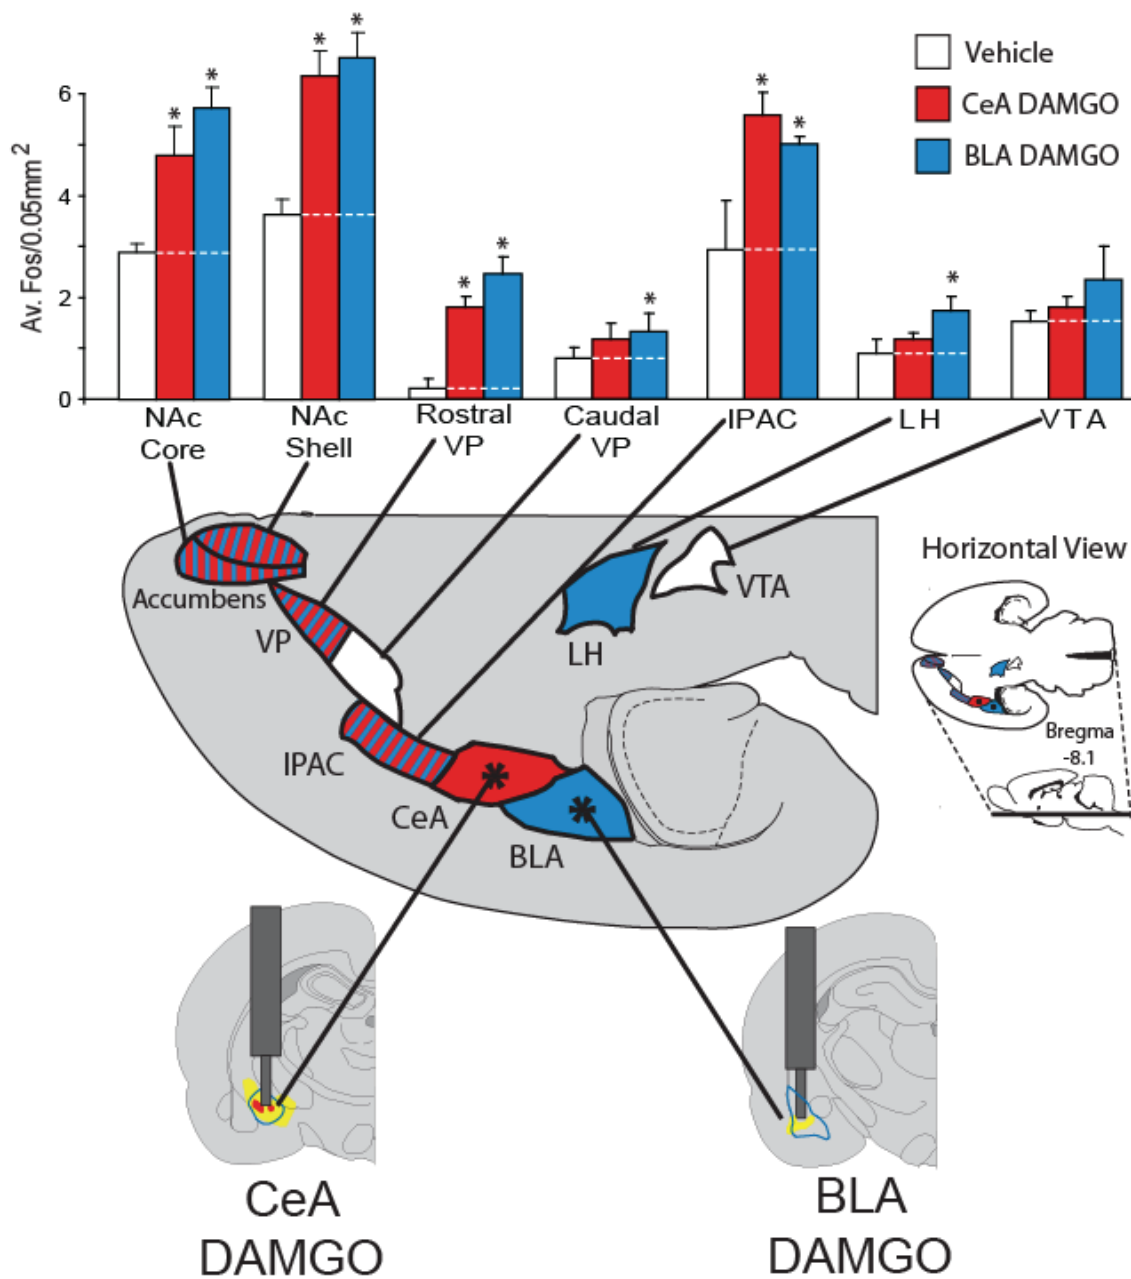 Vehicle
CeA DAMGO
BLA DAMGO
Av. Fos/0.05mm²
6
4
2
0
* * * * * * * * * *
NAc Core
NAc Shell
Rostral VP
Caudal VP
IPAC
LH
VTA
Accumbens
VP
IPAC
CeA
*
BLA
*
LH
VTA
Horizontal View
Bregma
-8.1
CeA
DAMGO
BLA
DAMGO